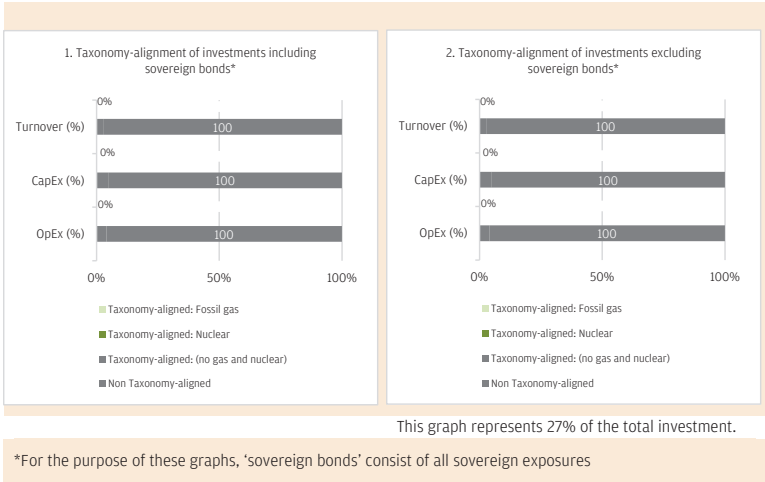 1. Taxonomy-alignment of investments including
sovereign bonds*
0%
Turnover (%)
100
0%
CapEx (%)
100
0%
OpEx (%)
100
0%
50%
100%
Taxonomy-aligned: Fossil gas
Taxonomy-aligned: Nuclear
Taxonomy-aligned: (no gas and nuclear)
Non Taxonomy-aligned
2. Taxonomy-alignment of investments excluding
sovereign bonds*
0%
Turnover (%)
100
0%
CapEx (%)
100
0%
OpEx (%)
100
0%
50%
100%
Taxonomy-aligned: Fossil gas
Taxonomy-aligned: Nuclear
Taxonomy-aligned: (no gas and nuclear)
Non Taxonomy-aligned
This graph represents 27% of the total investment.
*For the purpose of these graphs, ‘sovereign bonds’ consist of all sovereign exposures